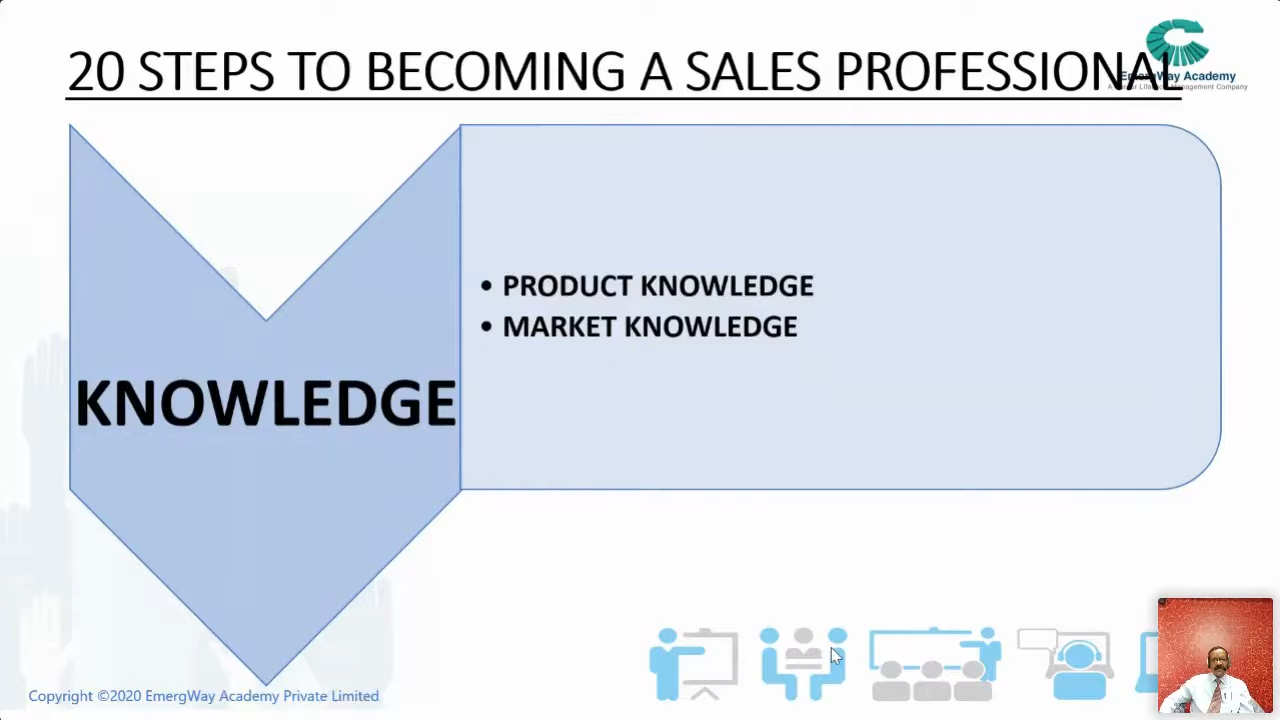 20 STEPS TO BECOMING A SALES PROFESSIONAL
EmergWay Academy
KNOWLEDGE
• PRODUCT KNOWLEDGE
• MARKET KNOWLEDGE
Copyright ©2020 EmergWay Academy Private Limited